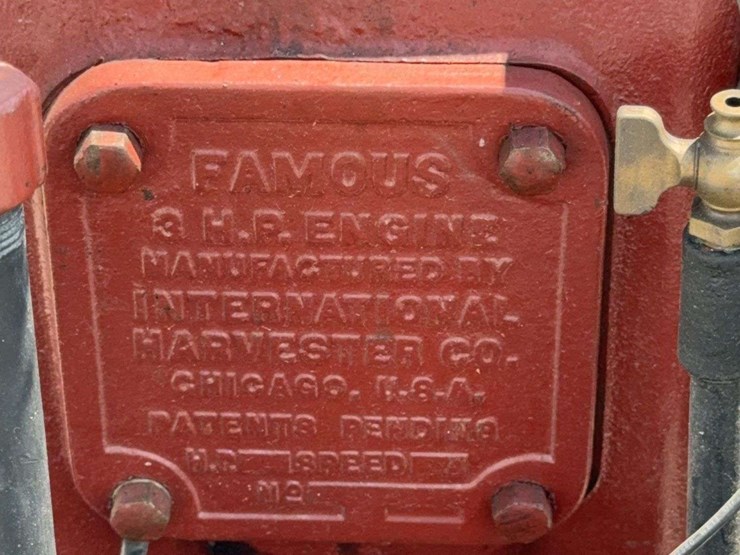 FAMOUS
3 H.P. ENGINE
MANUFACTURED BY
INTERNATIONAL
HARVESTER CO.
CHICAGO, U.S.A.
PATENTS PENDING
H.P. SPEED
No